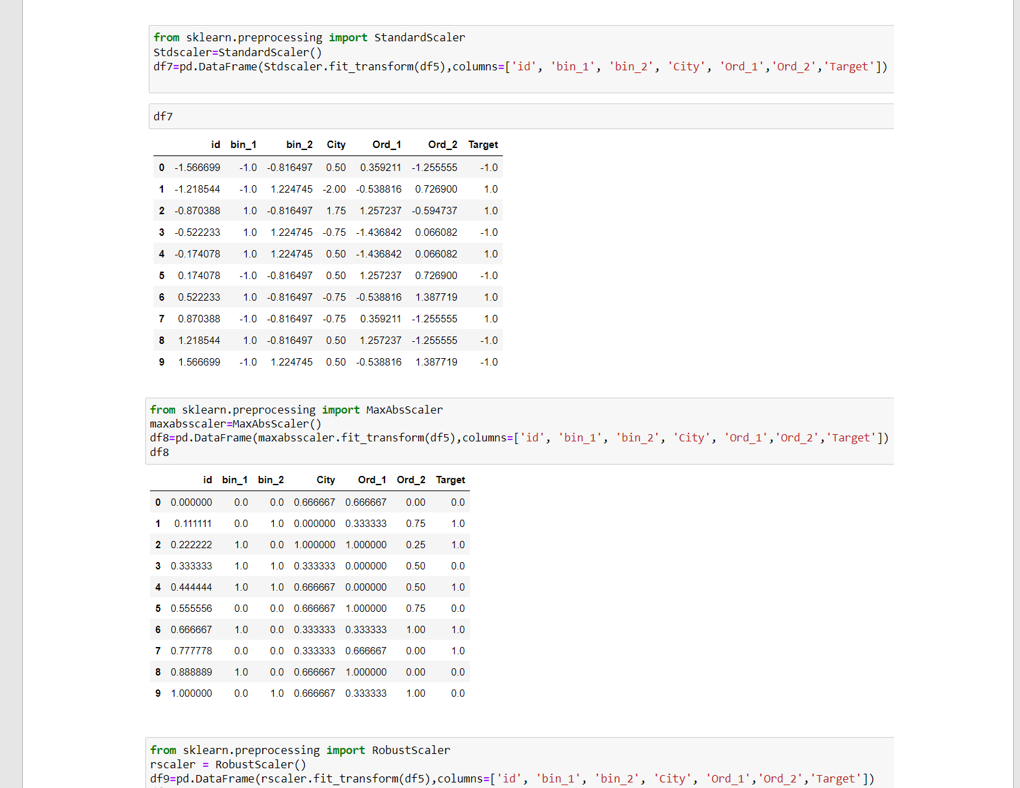 from sklearn.preprocessing import StandardScaler
Stdscaler=StandardScaler()
df7=pd.DataFrame(Stdscaler.fit_transform(df5),columns=['id', 'bin_1', 'bin_2', 'City', 'Ord_1','Ord_2','Target'])
df7
id bin_1 bin_2 City Ord_1 Ord_2 Target
0 -1.566699 -1.0 -0.816497 0.50 0.359211 -1.255555 -1.0
1 -1.218544 -1.0 1.224745 -2.00 -0.538816 0.726900 1.0
2 -0.870388 1.0 -0.816497 1.75 1.257237 -0.594737 1.0
3 -0.522233 1.0 1.224745 -0.75 -1.436842 0.066082 -1.0
4 -0.174078 1.0 1.224745 0.50 -1.436842 0.066082 1.0
5 0.174078 -1.0 -0.816497 0.50 1.257237 0.726900 -1.0
6 0.522233 1.0 -0.816497 -0.75 -0.538816 1.387719 1.0
7 0.870388 -1.0 -0.816497 -0.75 0.359211 -1.255555 1.0
8 1.218544 1.0 -0.816497 0.50 1.257237 -1.255555 -1.0
9 1.566699 -1.0 1.224745 0.50 -0.538816 1.387719 -1.0
from sklearn.preprocessing import MaxAbsScaler
maxabsscaler=MaxAbsScaler()
df8=pd.DataFrame(maxabsscaler.fit_transform(df5),columns=['id', 'bin_1', 'bin_2', 'City', 'Ord_1','Ord_2','Target'])
df8
id bin_1 bin_2 City Ord_1 Ord_2 Target
0 0.000000 0.0 0.0 0.666667 0.666667 0.00 0.0
1 0.111111 0.0 1.0 0.000000 0.333333 0.75 1.0
2 0.222222 1.0 0.0 1.000000 1.000000 0.25 1.0
3 0.333333 1.0 1.0 0.333333 0.000000 0.50 0.0
4 0.444444 1.0 1.0 0.666667 0.000000 0.50 1.0
5 0.555556 0.0 0.0 0.666667 1.000000 0.75 0.0
6 0.666667 1.0 0.0 0.333333 0.333333 1.00 1.0
7 0.777778 0.0 0.0 0.333333 0.666667 0.00 1.0
8 0.888889 1.0 0.0 0.666667 1.000000 0.00 0.0
9 1.000000 0.0 1.0 0.666667 0.333333 1.00 0.0
from sklearn.preprocessing import RobustScaler
rscaler = RobustScaler()
df9=pd.DataFrame(rscaler.fit_transform(df5),columns=['id', 'bin_1', 'bin_2', 'City', 'Ord_1','Ord_2','Target'])